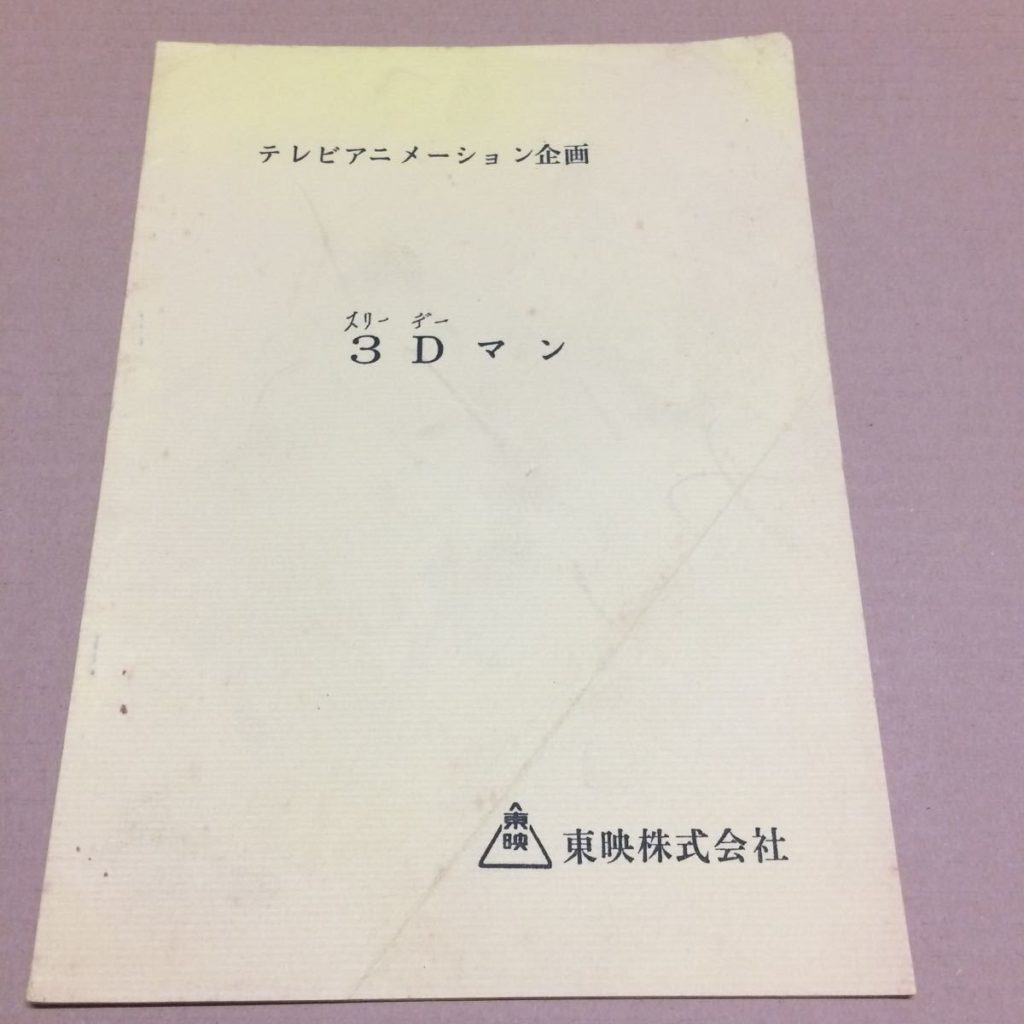 テレビアニメーション企画
スリー デー
3Dマン
東映
東映株式会社